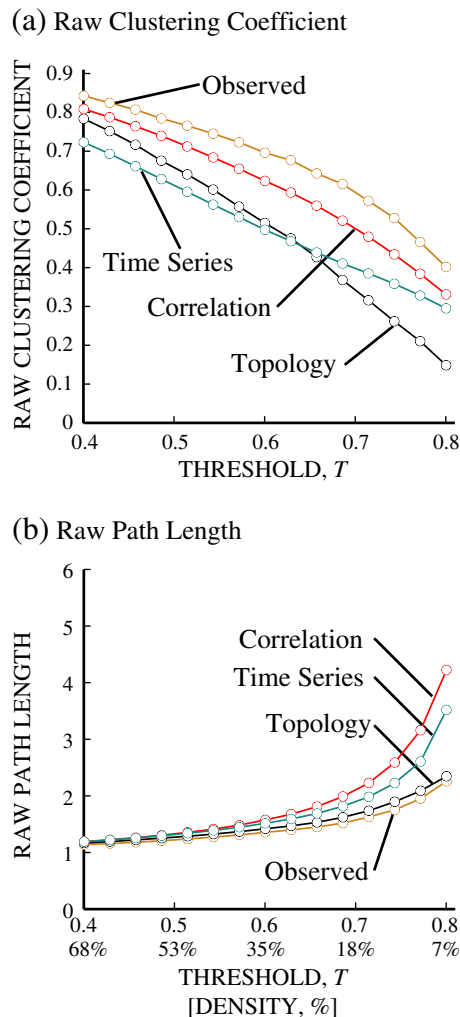 (a) Raw Clustering Coefficient
RAW CLUSTERING COEFFICIENT
0.9
0.8
0.7
0.6
0.5
0.4
0.3
0.2
0.1
0
Observed
Time Series
Correlation
Topology
0.4 0.5 0.6 0.7 0.8
THRESHOLD, T
(b) Raw Path Length
RAW PATH LENGTH
6
5
4
3
2
1
0
Correlation
Time Series
Topology
Observed
0.4 0.5 0.6 0.7 0.8
68% 53% 35% 18% 7%
THRESHOLD, T
[DENSITY, %]